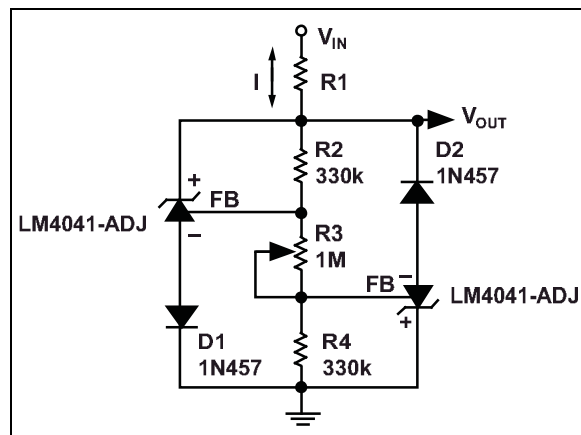 V_IN
I
R1
V_OUT
R2
330k
D2
1N457
+
FB
LM4041-ADJ
−
R3
1M
FB
−
LM4041-ADJ
+
D1
1N457
R4
330k